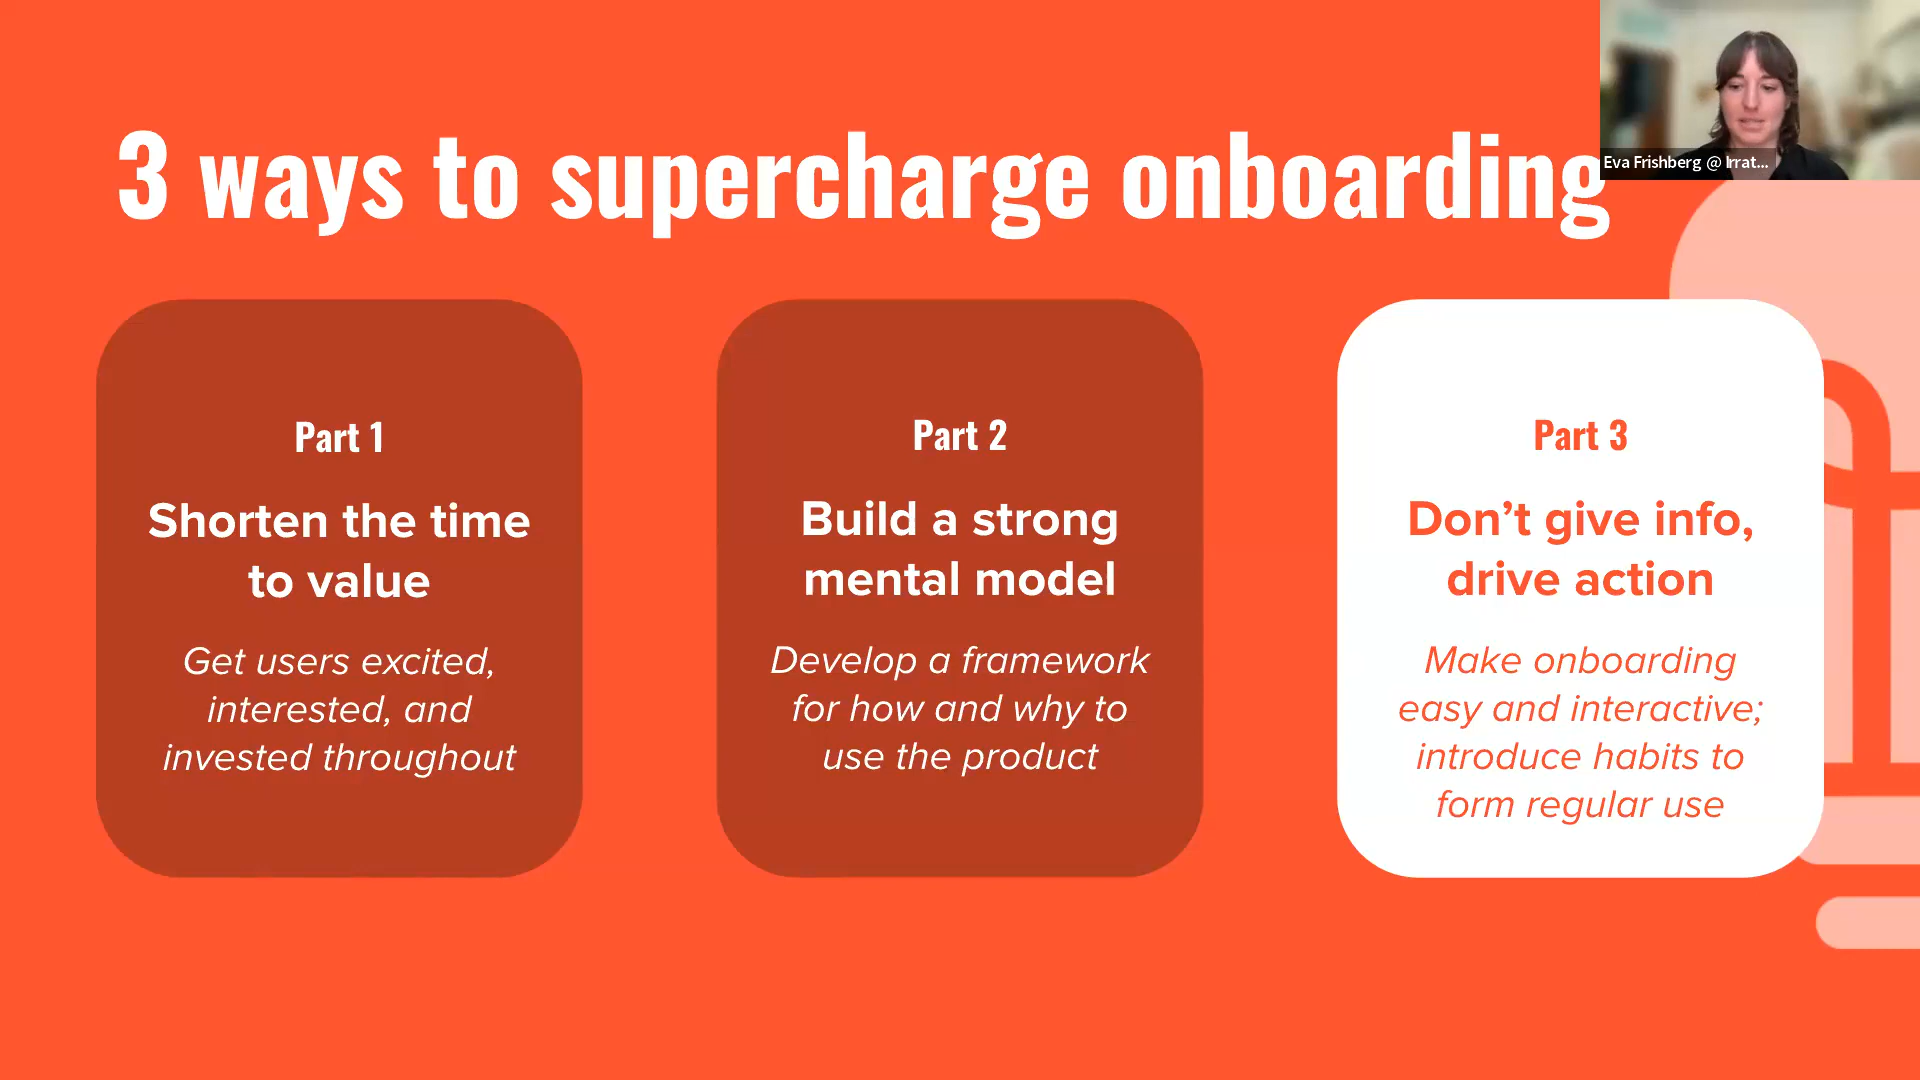 3 ways to supercharge onboarding
Eva Frishberg @ Irrat...
Part 1
Shorten the time
to value
Get users excited,
interested, and
invested throughout
Part 2
Build a strong
mental model
Develop a framework
for how and why to
use the product
Part 3
Don’t give info,
drive action
Make onboarding
easy and interactive;
introduce habits to
form regular use